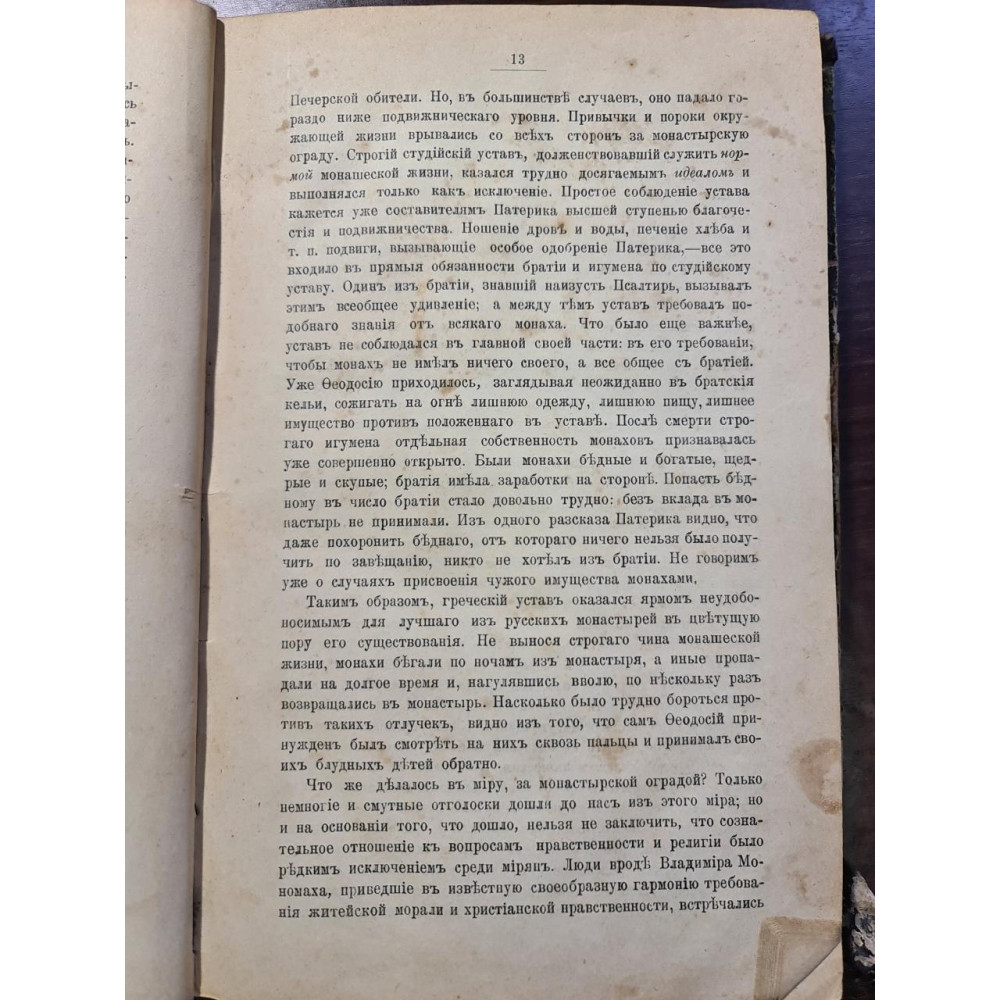 ы-
сь
а-
ь.
и-
-
о
-
-
-
13
Печерской обители. Но, въ большинствѣ случаевъ, оно падало го-
раздо ниже подвижническаго уровня. Привычки и пороки окру-
жающей жизни врывались со всѣхъ сторонъ за монастырскую
ограду. Строгій студійскій уставъ, долженствовавшій служить нор-
мой монашеской жизни, казался трудно досягаемымъ идеаломъ и
выполнялся только какъ исключеніе. Простое соблюденіе устава
кажется уже составителямъ Патерика высшей ступенью благоче-
стія и подвижничества. Ношеніе дровъ и воды, печеніе хлѣба и
т. п. подвиги, вызывающіе особое одобреніе Патерика,—все это
входило въ прямыя обязанности братіи и игумена по студійскому
уставу. Одинъ изъ братіи, знавшій наизусть Псалтирь, вызывалъ
этимъ всеобщее удивленіе; а между тѣмъ уставъ требовалъ по-
добнаго знанія отъ всякаго монаха. Что было еще важнѣе,
уставъ не соблюдался въ главной своей части: въ его требованіи,
чтобы монахъ не имѣлъ ничего своего, а все общее съ братіей.
Уже Ѳеодосію приходилось, заглядывая неожиданно въ братскія
кельи, сожигать на огнѣ лишнюю одежду, лишнюю пищу, лишнее
имущество противъ положеннаго въ уставѣ. Послѣ смерти стро-
гаго игумена отдѣльная собственность монаховъ признавалась
уже совершенно открыто. Были монахи бѣдные и богатые, щед-
рые и скупые; братія имѣла заработки на сторонѣ. Попасть бѣд-
ному въ число братіи стало довольно трудно: безъ вклада въ мо-
настырь не принимали. Изъ одного разсказа Патерика видно, что
даже похоронить бѣднаго, отъ котораго ничего нельзя было полу-
чить по завѣщанію, никто не хотѣлъ изъ братіи. Не говоримъ
уже о случаяхъ присвоенія чужого имущества монахами.
Такимъ образомъ, греческій уставъ оказался ярмомъ неудобо-
носимымъ для лучшаго изъ русскихъ монастырей въ цвѣтущую
пору его существованія. Не вынося строгаго чина монашеской
жизни, монахи бѣгали по ночамъ изъ монастыря, а иные пропа-
дали на долгое время и, нагулявшись вволю, по нѣскольку разъ
возвращались въ монастырь. Насколько было трудно бороться про-
тивъ такихъ отлучекъ, видно изъ того, что самъ Ѳеодосій при-
нужденъ былъ смотрѣть на нихъ сквозь пальцы и принималъ сво-
ихъ блудныхъ дѣтей обратно.
Что же дѣлалось въ міру, за монастырской оградой? Только
немногіе и смутные отголоски дошли до насъ изъ этого міра; но
и на основаніи того, что дошло, нельзя не заключить, что созна-
тельное отношеніе къ вопросамъ нравственности и религіи было
рѣдкимъ исключеніемъ среди мірянъ. Люди вродѣ Владиміра Мо-
номаха, приведшіе въ извѣстную своеобразную гармонію требова-
нія житейской морали и христіанской нравственности, встрѣчались